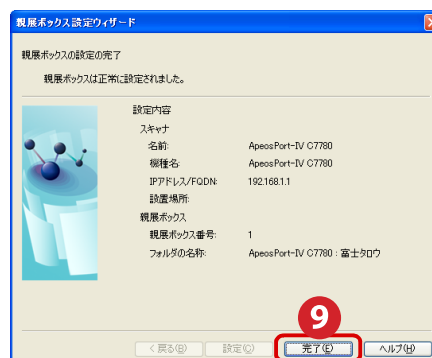 親展ボックス設定ウィザード
親展ボックスの設定の完了
親展ボックスは正常に設定されました。
設定内容
スキャナ
名前: ApeosPort-IV C7780
機種名: ApeosPort-IV C7780
IPアドレス/FQDN: 192.168.1.1
設置場所:
親展ボックス
親展ボックス番号: 1
フォルダの名称: ApeosPort-IV C7780 : 富士タロウ
9
< 戻る(B) 設定(C) 完了(E) ヘルプ(H)